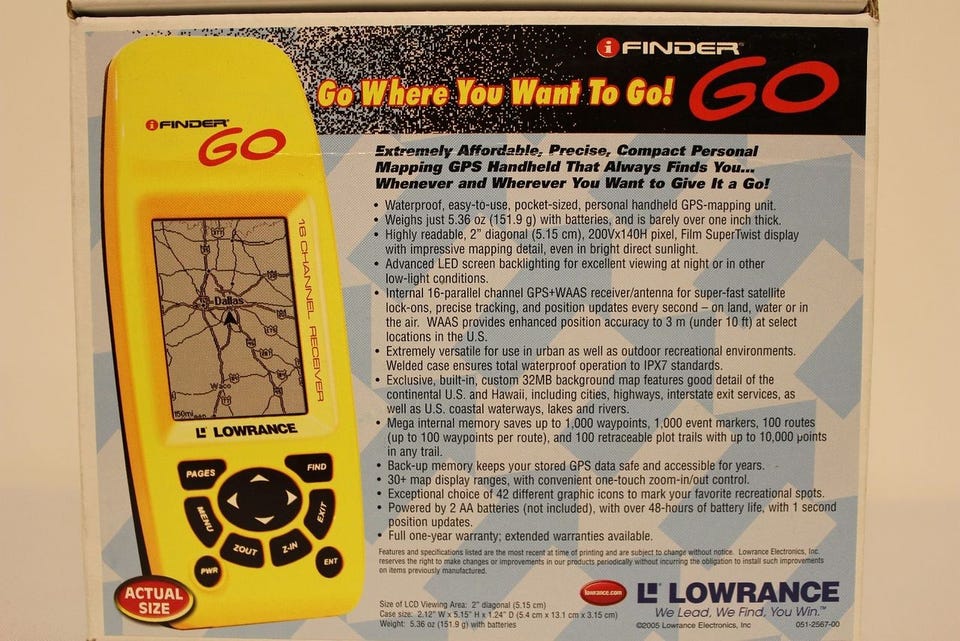 iFINDER®
GO
Go Where You Want To Go!
iFINDER®
GO
16 CHANNEL RECEIVER
Dallas
Waco
150mi
LOWRANCE
PAGES
FIND
MENU
EXIT
ZOUT
Z-IN
PWR
ENT
ACTUAL
SIZE
Extremely Affordable, Precise, Compact Personal
Mapping GPS Handheld That Always Finds You...
Whenever and Wherever You Want to Give It a Go!
• Waterproof, easy-to-use, pocket-sized, personal handheld GPS-mapping unit.
• Weighs just 5.36 oz (151.9 g) with batteries, and is barely over one inch thick.
• Highly readable, 2” diagonal (5.15 cm), 200Vx140H pixel, Film SuperTwist display
with impressive mapping detail, even in bright direct sunlight.
• Advanced LED screen backlighting for excellent viewing at night or in other
low-light conditions.
• Internal 16-parallel channel GPS+WAAS receiver/antenna for super-fast satellite
lock-ons, precise tracking, and position updates every second – on land, water or in
the air. WAAS provides enhanced position accuracy to 3 m (under 10 ft) at select
locations in the U.S.
• Extremely versatile for use in urban as well as outdoor recreational environments.
Welded case ensures total waterproof operation to IPX7 standards.
• Exclusive, built-in, custom 32MB background map features good detail of the
continental U.S. and Hawaii, including cities, highways, interstate exit services, as
well as U.S. coastal waterways, lakes and rivers.
• Mega internal memory saves up to 1,000 waypoints, 1,000 event markers, 100 routes
(up to 100 waypoints per route), and 100 retraceable plot trails with up to 10,000 points
in any trail.
• Back-up memory keeps your stored GPS data safe and accessible for years.
• 30+ map display ranges, with convenient one-touch zoom-in/out control.
• Exceptional choice of 42 different graphic icons to mark your favorite recreational spots.
• Powered by 2 AA batteries (not included), with over 48-hours of battery life, with 1 second
position updates.
• Full one-year warranty; extended warranties available.
Features and specifications listed are the most recent at time of printing and are subject to change without notice. Lowrance Electronics, Inc.
reserves the right to make changes or improvements in our products periodically without incurring the obligation to install such improvements
on items previously manufactured.
Size of LCD Viewing Area: 2” diagonal (5.15 cm)
Case size: 2.12” W x 5.15” H x 1.24” D (5.4 cm x 13.1 cm x 3.15 cm)
Weight: 5.36 oz (151.9 g) with batteries
lowrance.com
LOWRANCE
We Lead, We Find, You Win.™
©2005 Lowrance Electronics, Inc 051-2567-00